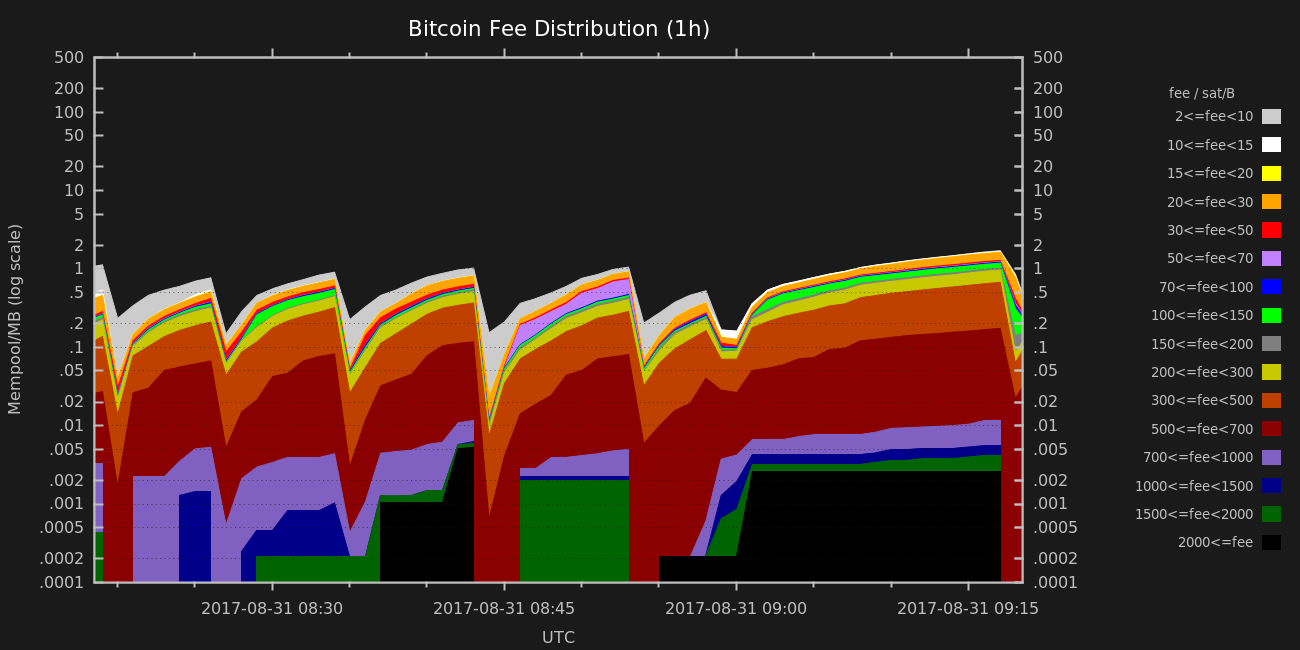 Bitcoin Fee Distribution (1h)
Mempool/MB (log scale)
500
200
100
50
20
10
5
2
1
.5
.2
.1
.05
.02
.01
.005
.002
.001
.0005
.0002
.0001
500
200
100
50
20
10
5
2
1
.5
.2
.1
.05
.02
.01
.005
.002
.001
.0005
.0002
.0001
2017-08-31 08:30
2017-08-31 08:45
2017-08-31 09:00
2017-08-31 09:15
UTC
fee / sat/B
2<=fee<10
10<=fee<15
15<=fee<20
20<=fee<30
30<=fee<50
50<=fee<70
70<=fee<100
100<=fee<150
150<=fee<200
200<=fee<300
300<=fee<500
500<=fee<700
700<=fee<1000
1000<=fee<1500
1500<=fee<2000
2000<=fee